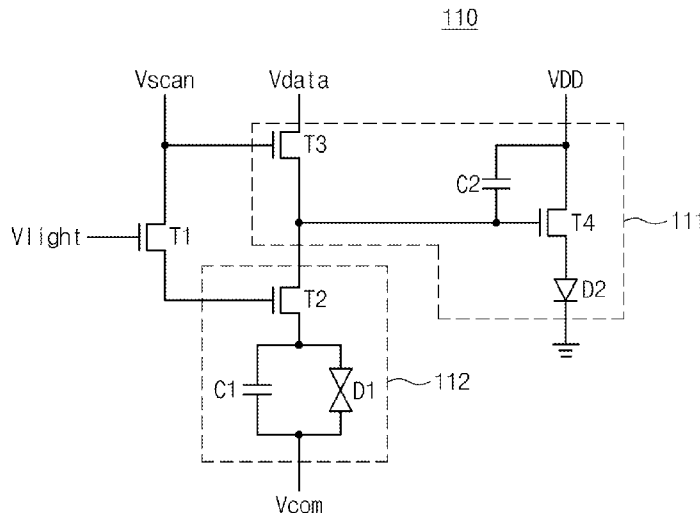 110
Vscan
Vdata
VDD
T3
C2
T4
111
Vlight
T1
T2
D2
C1
D1
112
Vcom